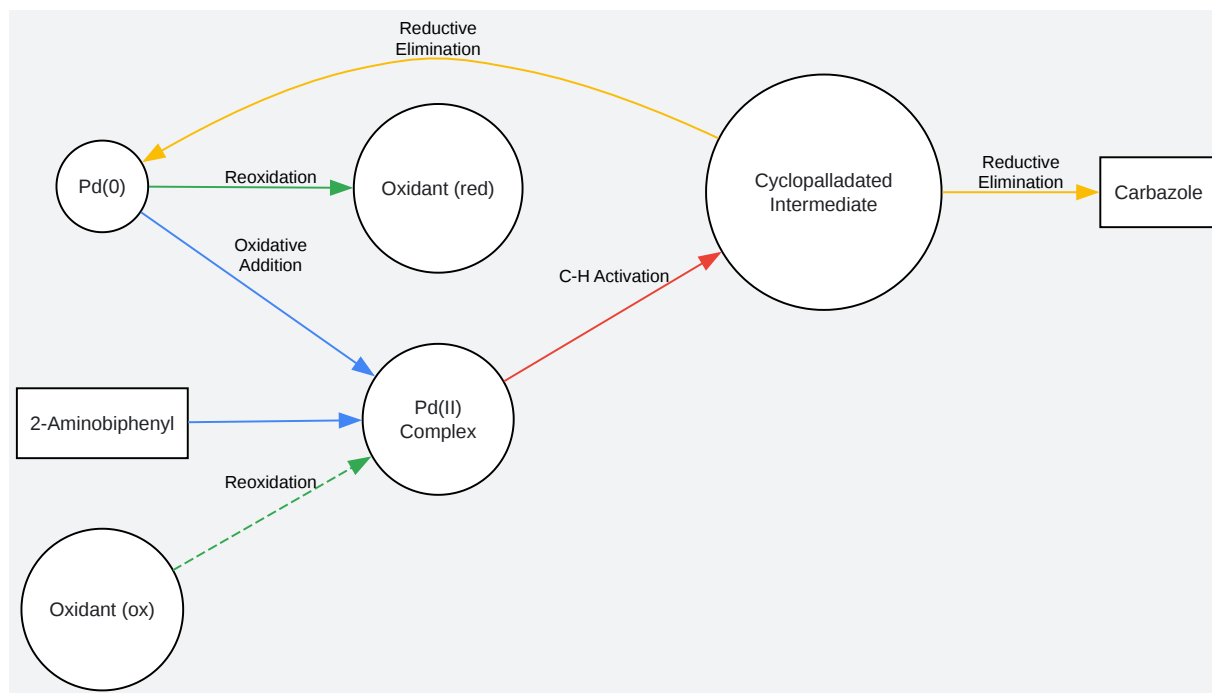 Reductive
Elimination
Pd(0)
Reoxidation
Oxidant (red)
Cyclopalladated
Intermediate
Reductive
Elimination
Carbazole
Oxidative
Addition
C-H Activation
2-Aminobiphenyl
Pd(II)
Complex
Reoxidation
Oxidant (ox)